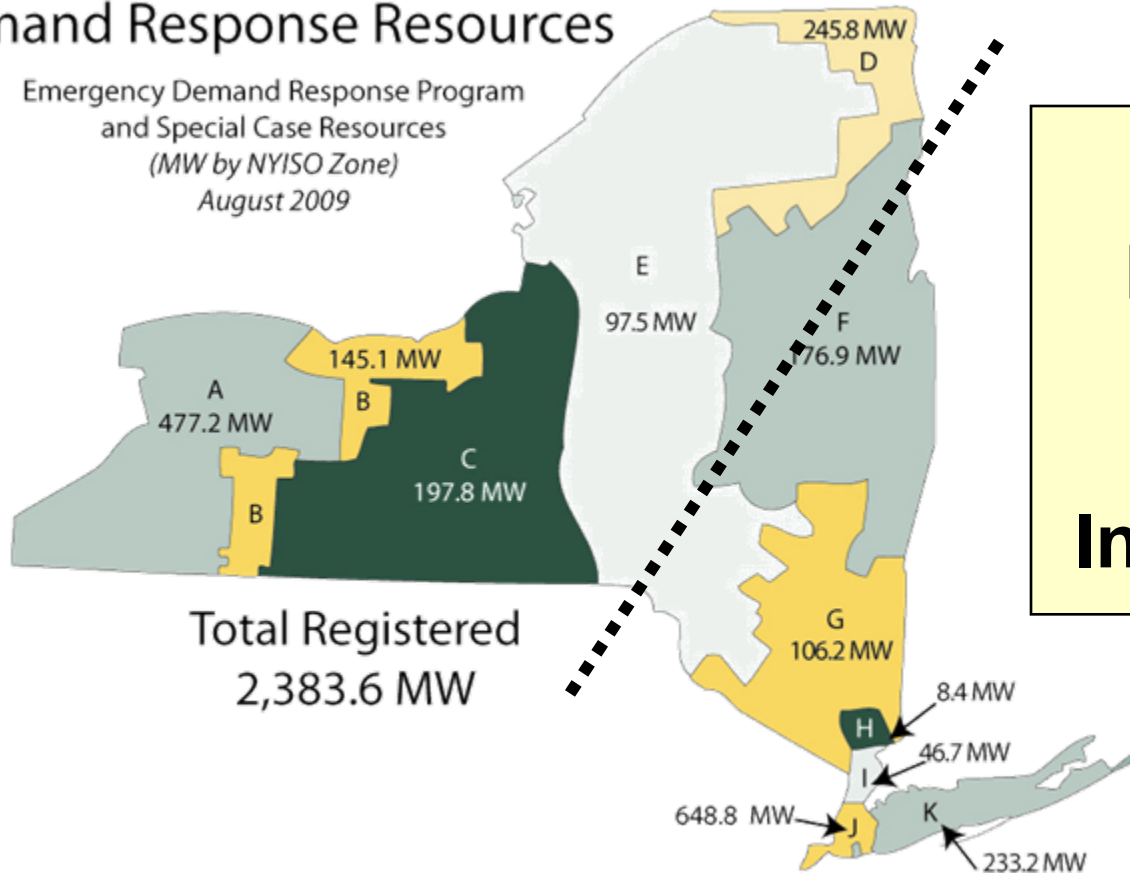 mand Response Resources
Emergency Demand Response Program
and Special Case Resources
(MW by NYISO Zone)
August 2009
245.8 MW
D
E
97.5 MW
F
176.9 MW
145.1 MW
B
A
477.2 MW
C
197.8 MW
B
In
Total Registered
2,383.6 MW
G
106.2 MW
H
8.4 MW
I
46.7 MW
648.8 MW
J
K
233.2 MW